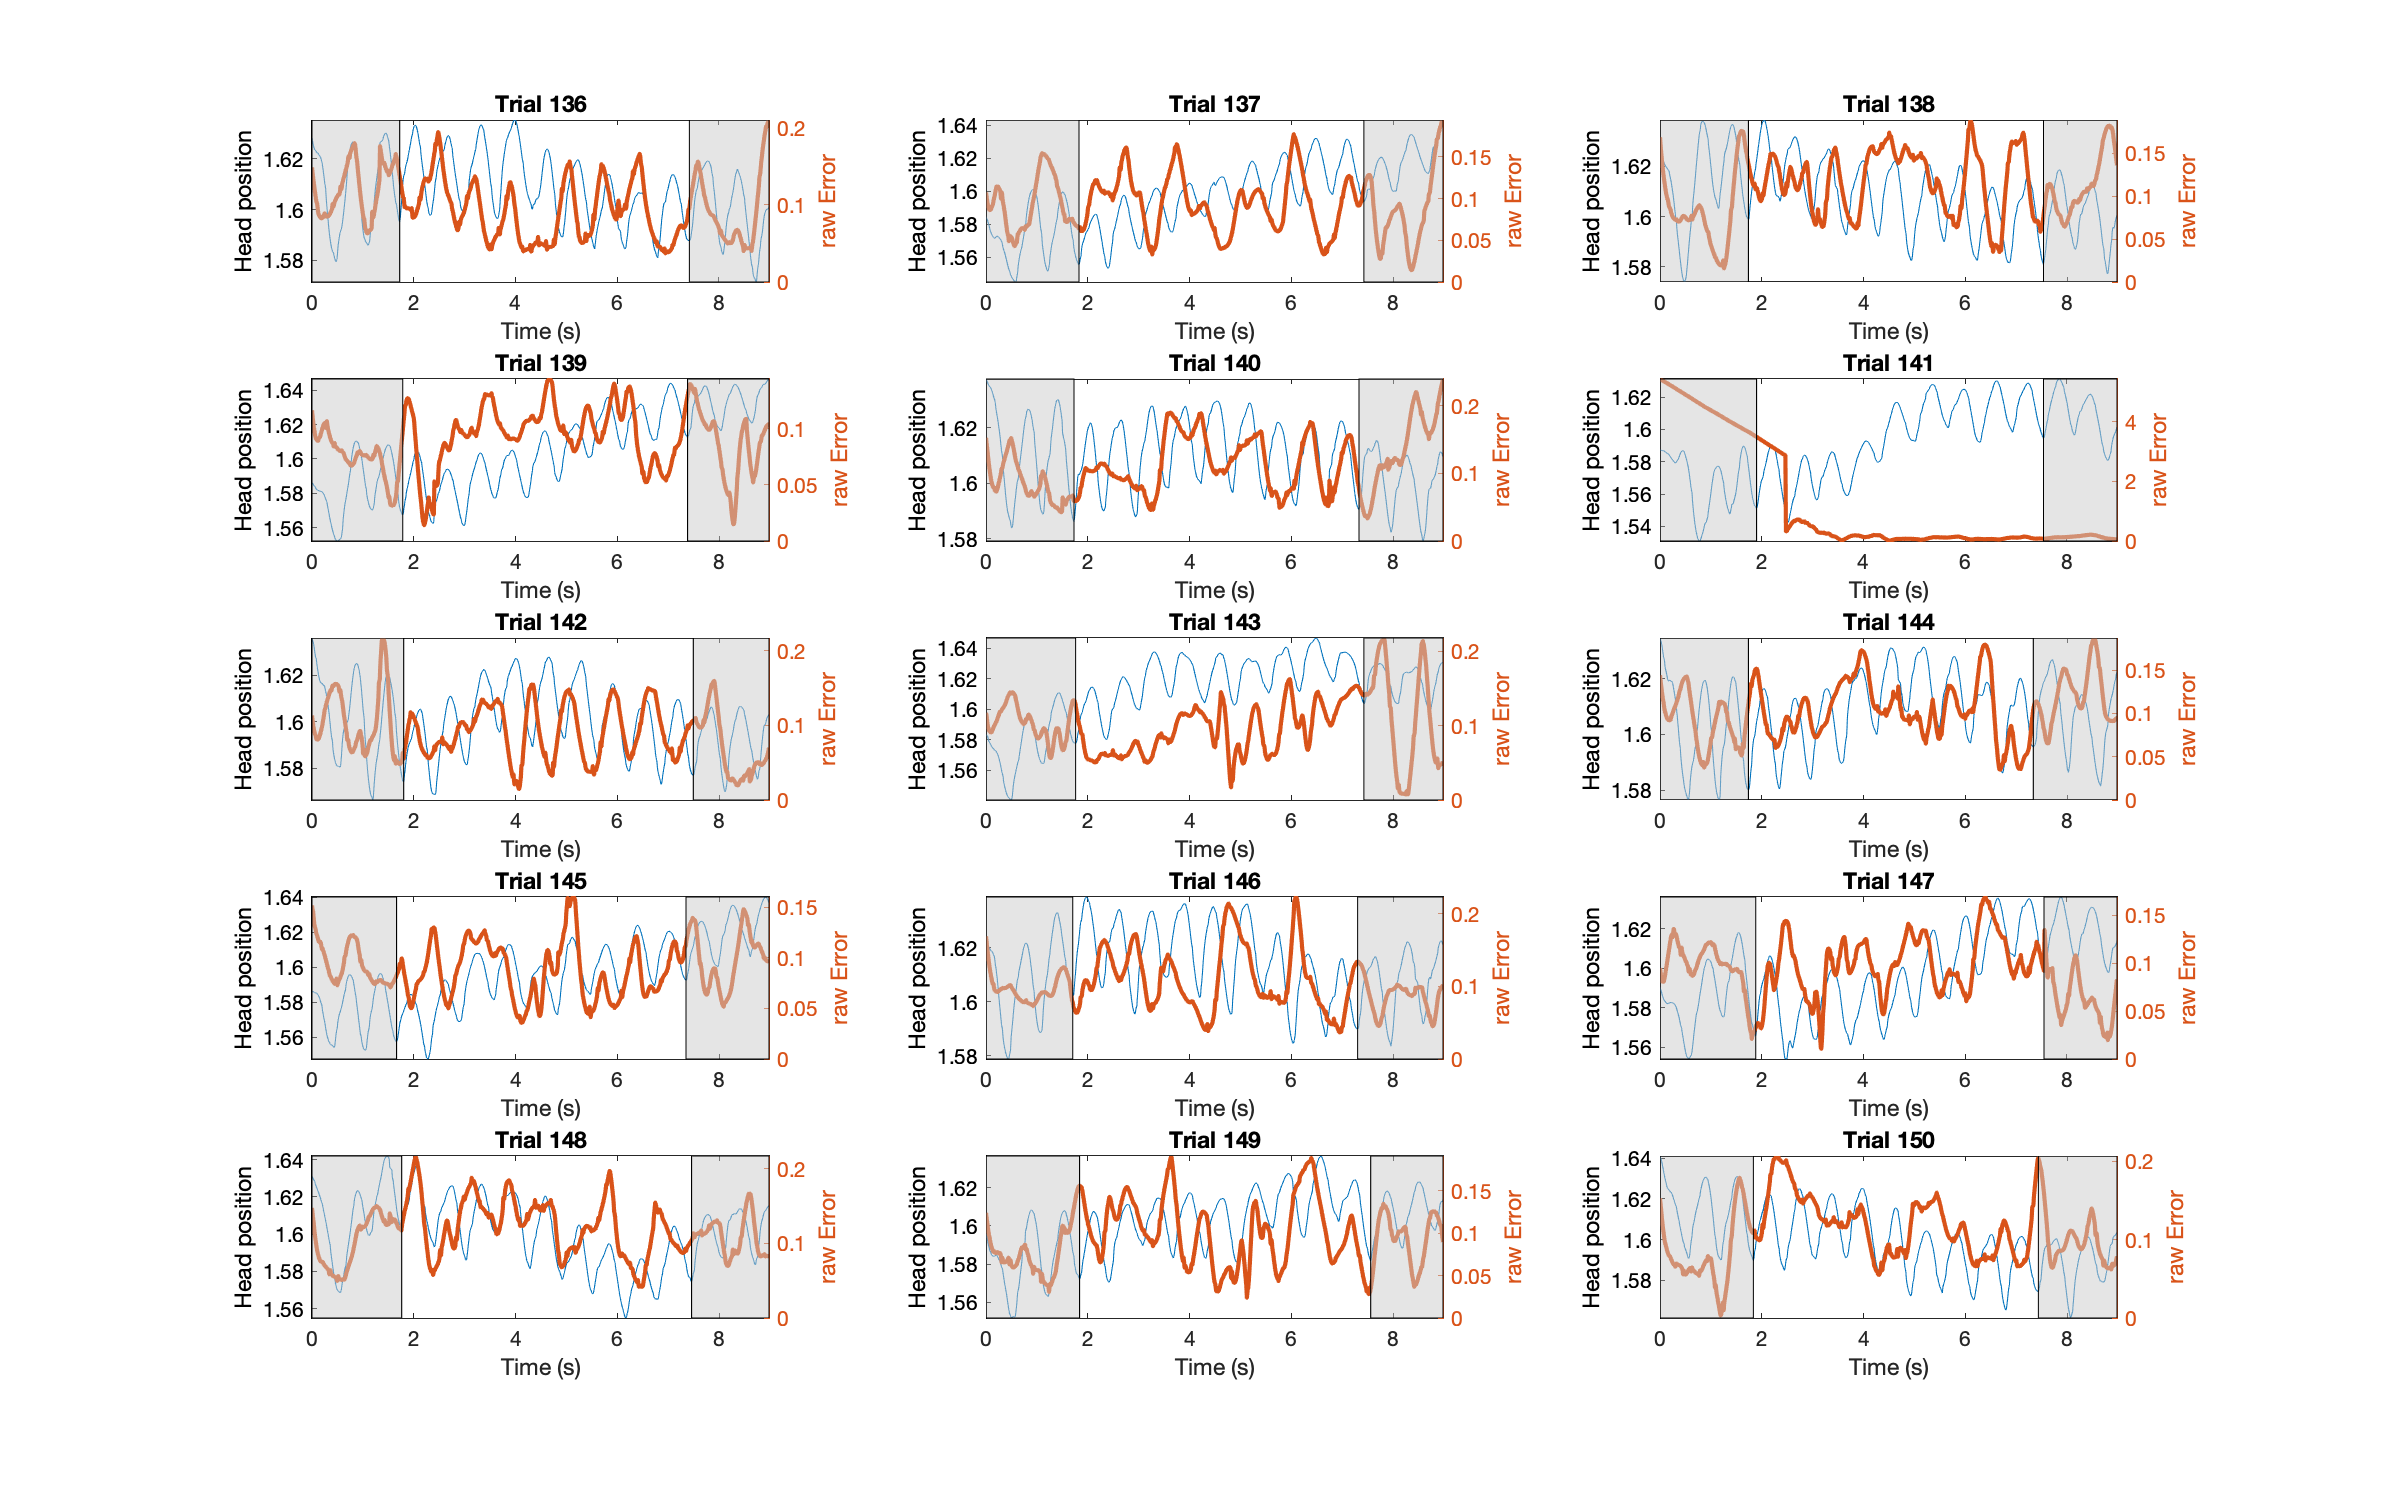 Trial 136
Head position
1.62
1.6
1.58
0.2
0.1
0
raw Error
0 2 4 6 8
Time (s)
Trial 137
Head position
1.64
1.62
1.6
1.58
1.56
0.15
0.1
0.05
0
raw Error
0 2 4 6 8
Time (s)
Trial 138
Head position
1.62
1.6
1.58
0.15
0.1
0.05
0
raw Error
0 2 4 6 8
Time (s)
Trial 139
Head position
1.64
1.62
1.6
1.58
1.56
0.1
0.05
0
raw Error
0 2 4 6 8
Time (s)
Trial 140
Head position
1.62
1.6
1.58
0.2
0.1
0
raw Error
0 2 4 6 8
Time (s)
Trial 141
Head position
1.62
1.6
1.58
1.56
1.54
4
2
0
raw Error
0 2 4 6 8
Time (s)
Trial 142
Head position
1.62
1.6
1.58
0.2
0.1
0
raw Error
0 2 4 6 8
Time (s)
Trial 143
Head position
1.64
1.62
1.6
1.58
1.56
0.2
0.1
0
raw Error
0 2 4 6 8
Time (s)
Trial 144
Head position
1.62
1.6
1.58
0.15
0.1
0.05
0
raw Error
0 2 4 6 8
Time (s)
Trial 145
Head position
1.64
1.62
1.6
1.58
1.56
0.15
0.1
0.05
0
raw Error
0 2 4 6 8
Time (s)
Trial 146
Head position
1.62
1.6
1.58
0.2
0.1
0
raw Error
0 2 4 6 8
Time (s)
Trial 147
Head position
1.62
1.6
1.58
1.56
0.15
0.1
0.05
0
raw Error
0 2 4 6 8
Time (s)
Trial 148
Head position
1.64
1.62
1.6
1.58
1.56
0.2
0.1
0
raw Error
0 2 4 6 8
Time (s)
Trial 149
Head position
1.62
1.6
1.58
1.56
0.15
0.1
0.05
0
raw Error
0 2 4 6 8
Time (s)
Trial 150
Head position
1.64
1.62
1.6
1.58
0.2
0.1
0
raw Error
0 2 4 6 8
Time (s)